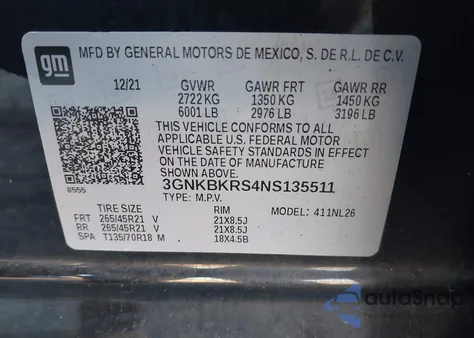 gm
MFD BY GENERAL MOTORS DE MEXICO, S. DE R.L. DE C.V.
12/21 GVWR GAWR FRT GAWR RR
2722 KG 1350 KG 1450 KG
6001 LB 2976 LB 3196 LB
THIS VEHICLE CONFORMS TO ALL
APPLICABLE U.S. FEDERAL MOTOR
VEHICLE SAFETY STANDARDS IN
EFFECT ON THE DATE OF MANUFACTURE
SHOWN ABOVE.
8555 3GNKBKRS4NS135511
TYPE: M.P.V.
TIRE SIZE RIM MODEL: 411NL26
FRT 265/45R21 V 21X8.5J
RR 265/45R21 V 21X8.5J
SPA T135/70R18 M 18X4.5B
autoSnap